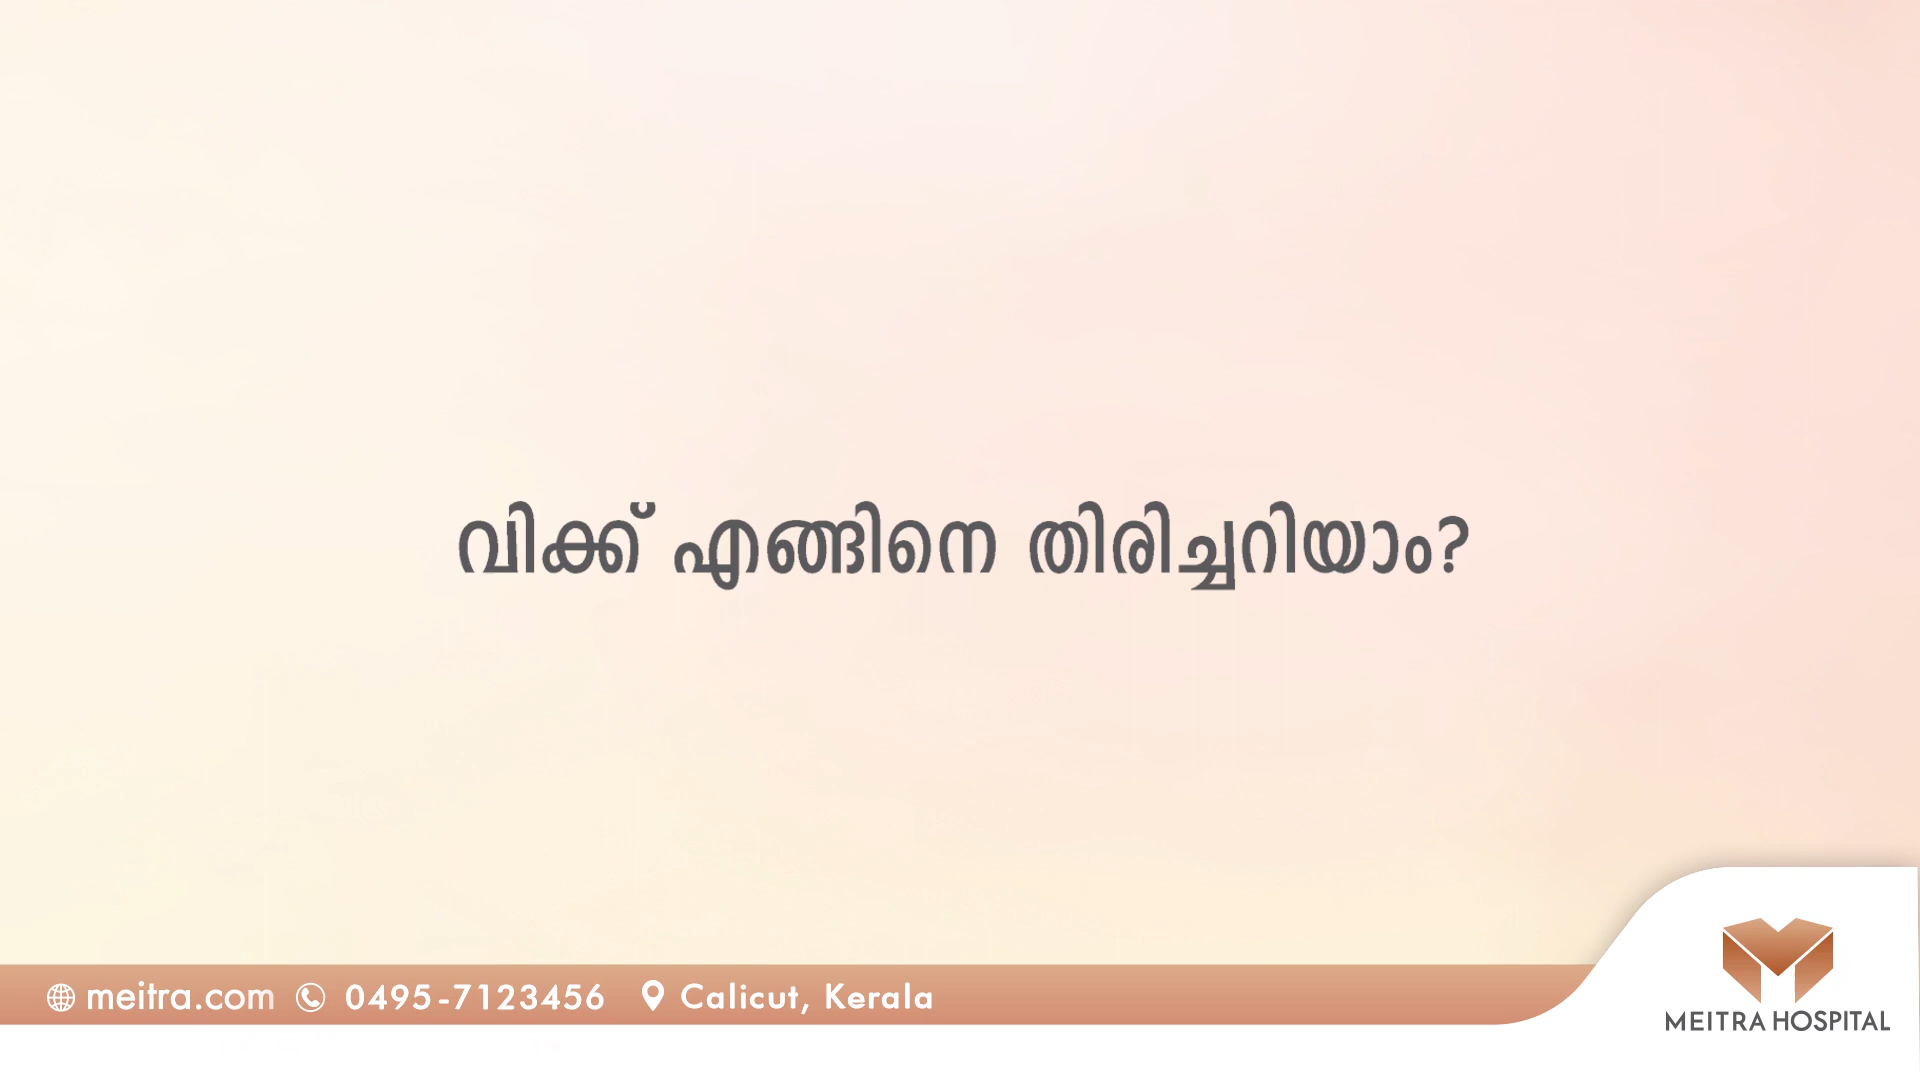 വിക്ക് എങ്ങിനെ തിരിച്ചറിയാം?
meitra.com 0495-7123456 Calicut, Kerala
MEITRA HOSPITAL